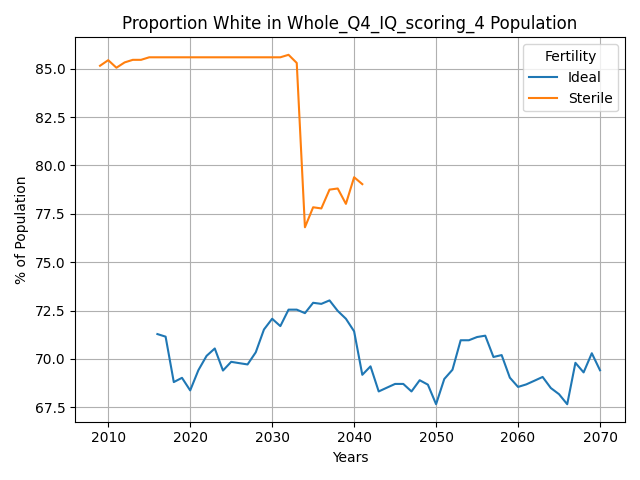 Proportion White in Whole_Q4_IQ_scoring_4 Population
Fertility
Ideal
Sterile
% of Population
85.0
82.5
80.0
77.5
75.0
72.5
70.0
67.5
2010
2020
2030
2040
2050
2060
2070
Years